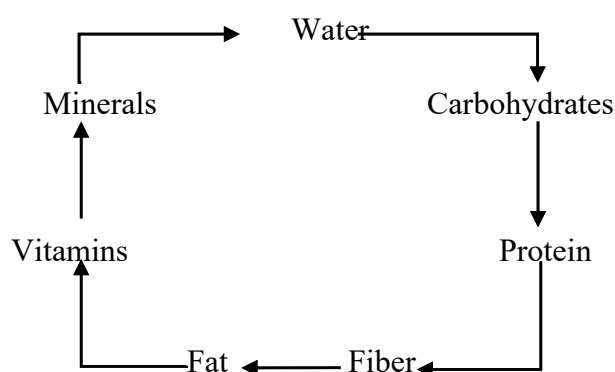 Water
Minerals Carbohydrates
Vitamins Protein
Fat Fiber